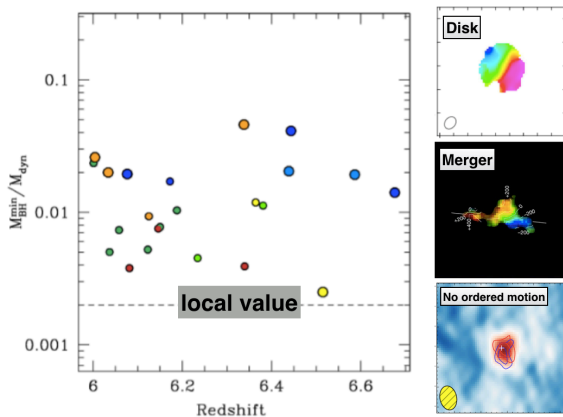 0.1
0.01
0.001
M_BH^min/M_dyn
local value
6 6.2 6.4 6.6
Redshift
Disk
Merger
No ordered motion